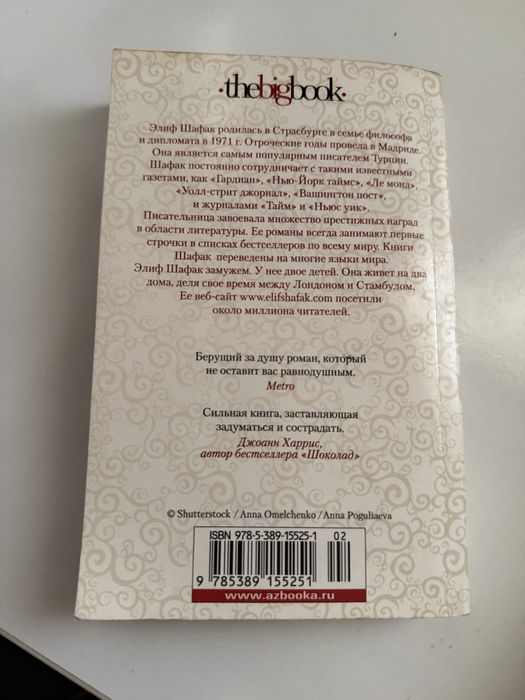 ·thebigbook·
Элиф Шафак родилась в Страсбурге в семье философа
и дипломата в 1971 г. Отроческие годы провела в Мадриде.
Она является самым популярным писателем Турции.
Шафак постоянно сотрудничает с такими известными
газетами, как «Гардиан», «Нью-Йорк таймс», «Ле монд»,
«Уолл-стрит джорнал», «Вашингтон пост»,
и журналами «Тайм» и «Ньюс уик».
Писательница завоевала множество престижных наград
в области литературы. Ее романы всегда занимают первые
строчки в списках бестселлеров по всему миру. Книги
Шафак переведены на многие языки мира.
Элиф Шафак замужем. У нее двое детей. Она живет на два
дома, деля свое время между Лондоном и Стамбулом.
Ее веб-сайт www.elifshafak.com посетили
около миллиона читателей.
Берущий за душу роман, который
не оставит вас равнодушным.
Metro
Сильная книга, заставляющая
задуматься и сострадать.
Джоанн Харрис,
автор бестселлера «Шоколад»
© Shutterstock / Anna Omelchenko / Anna Poguliaeva
ISBN 978-5-389-15525-1 02
9 785389 155251
www.azbooka.ru